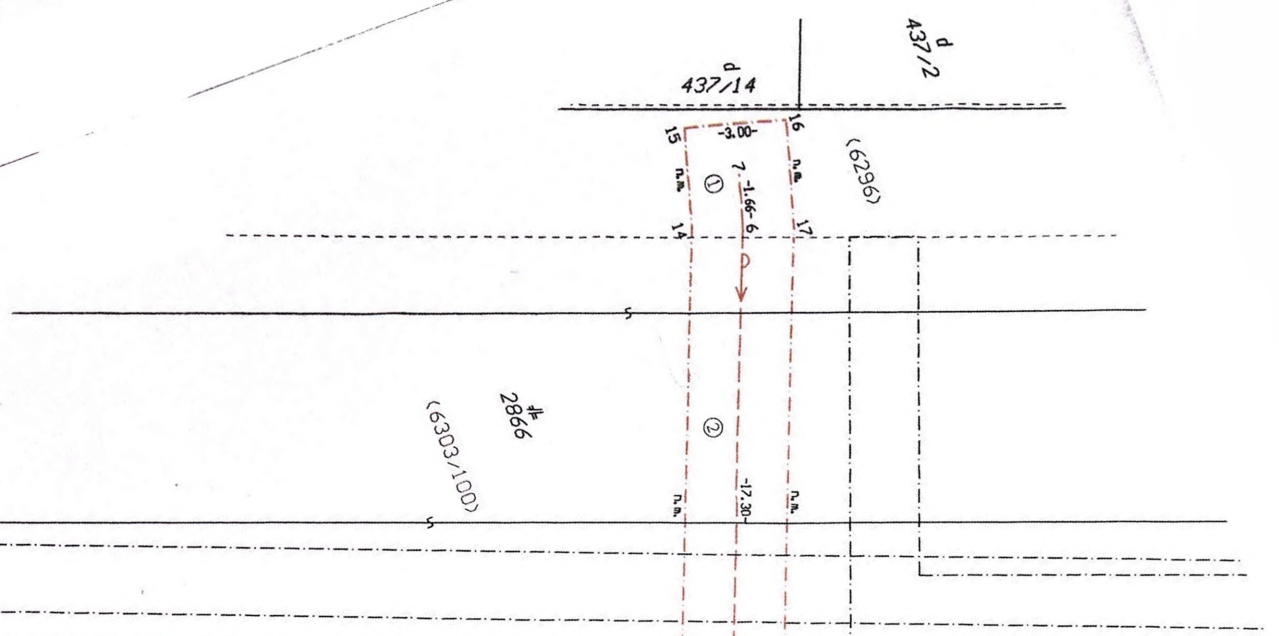 d
437/2
d
437/14
15
-3.00-
16
n.m.
①
7
-1.66-
6
n.m.
(6296)
14
17
(6303/100)
2866
②
n.m.
-17.30-
n.m.